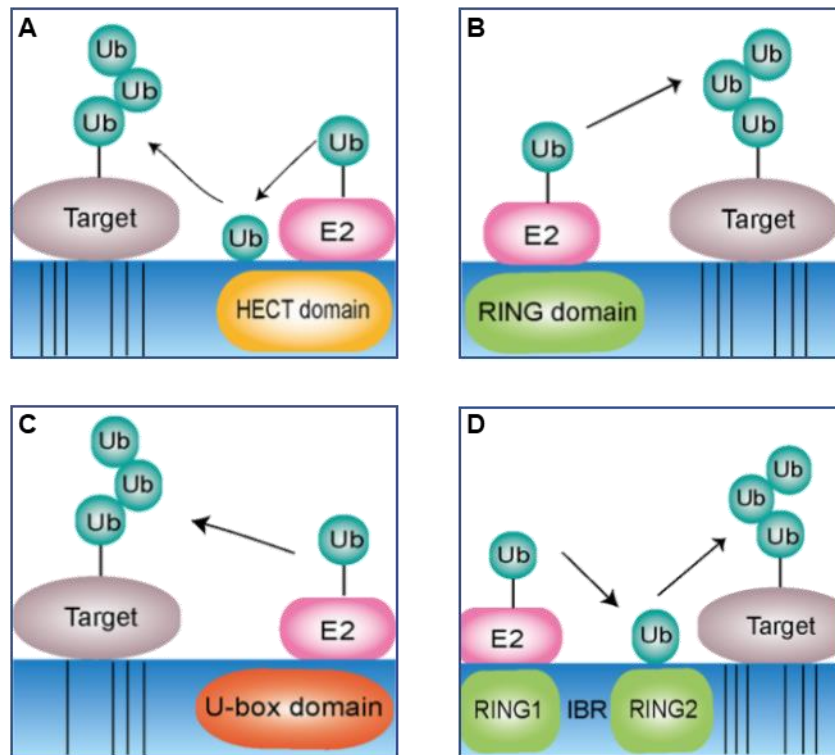 A
Ub
Ub
Ub
Ub
Target
Ub
E2
HECT domain
B
Ub
Ub
Ub
Ub
E2
Target
RING domain
C
Ub
Ub
Ub
Ub
Target
E2
U-box domain
D
Ub
Ub
Ub
Ub
Ub
E2
Target
RING1 IBR RING2